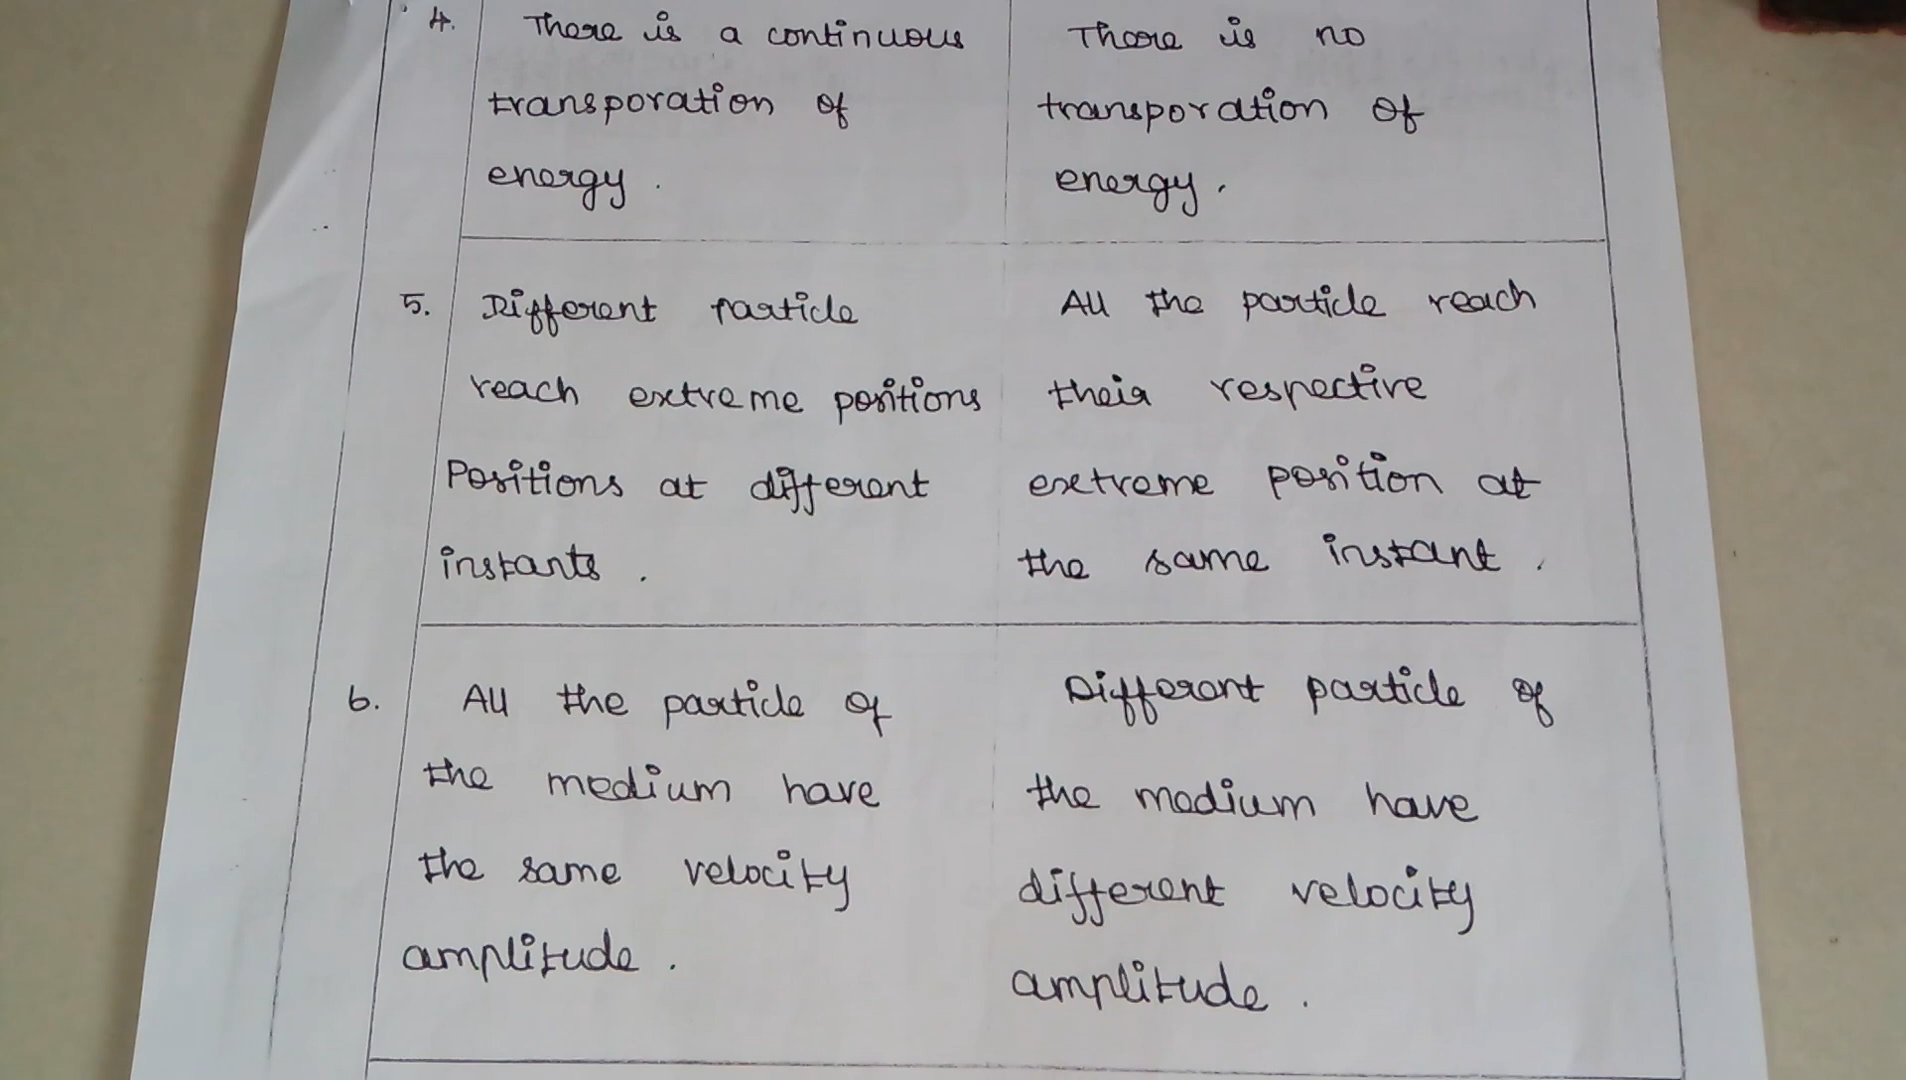 4. There is a continuous
transporation of
energy.
There is no
transporation of
energy.
5. Different particle
reach extreme positions
Positions at different
instants.
All the particle reach
their respective
extreme position at
the same instant.
6. All the particle of
the medium have
the same velocity
amplitude.
Different particle of
the medium have
different velocity
amplitude.